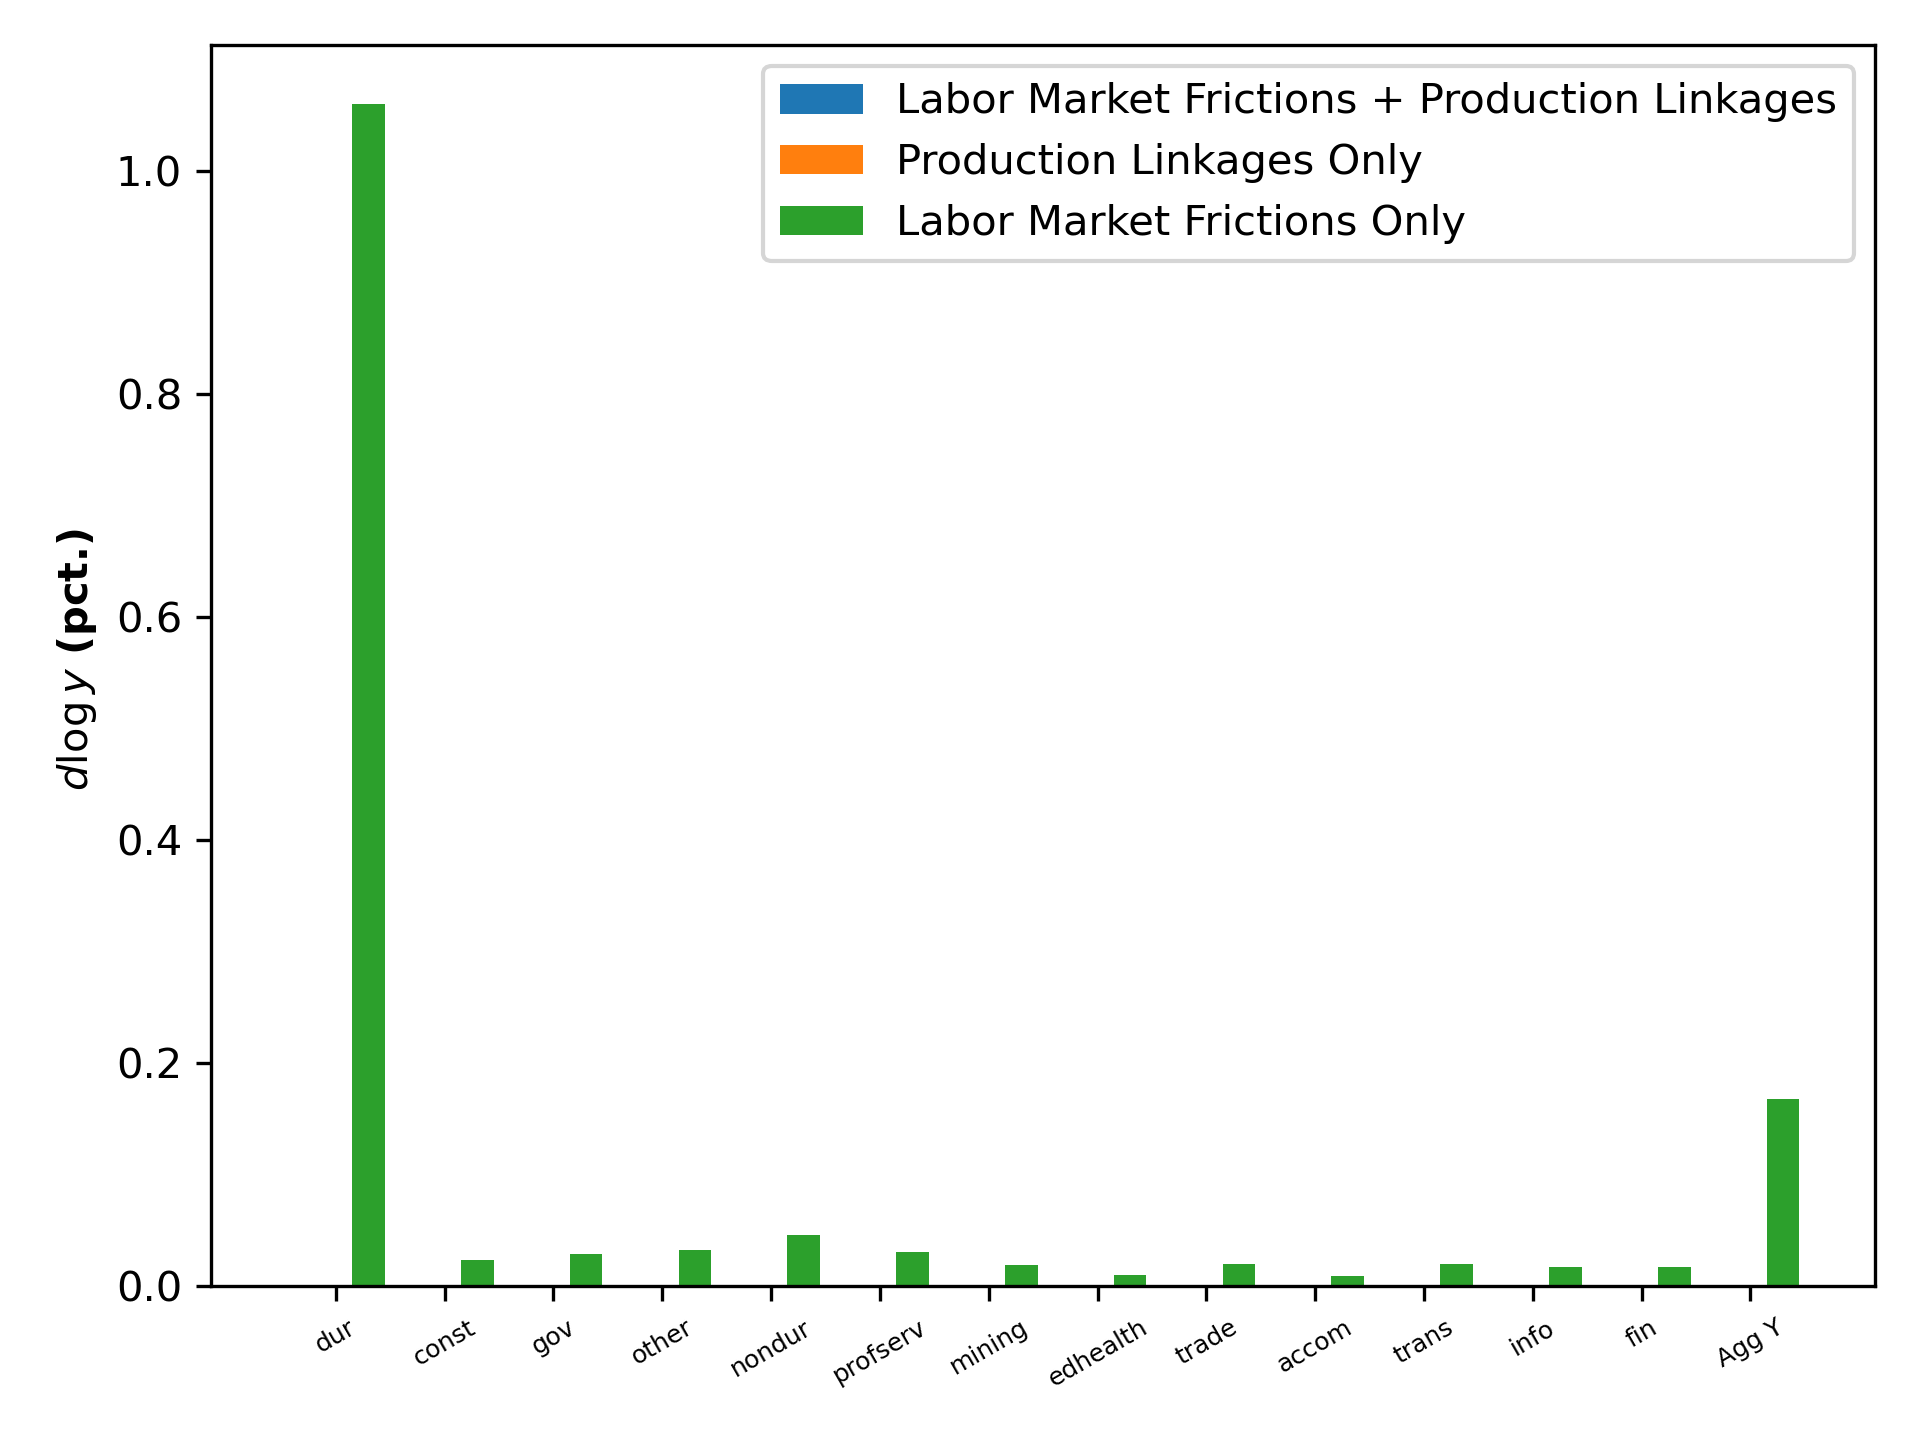 Labor Market Frictions + Production Linkages
Production Linkages Only
Labor Market Frictions Only
1.0
0.8
0.6
0.4
0.2
0.0
dlog y (pct.)
dur
const
gov
other
nondur
profserv
mining
edhealth
trade
accom
trans
info
fin
Agg Y